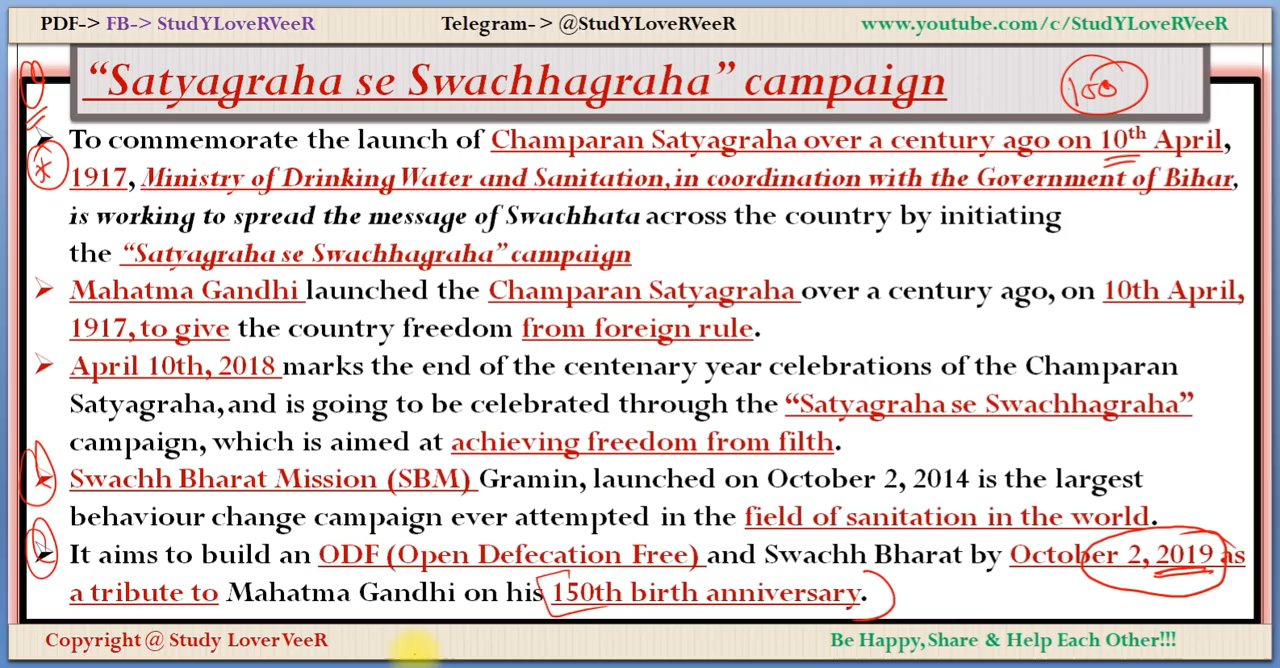 PDF-> FB-> StudYLoveRVeeR Telegram-> @StudYLoveRVeeR www.youtube.com/c/StudYLoveRVeeR
“Satyagraha se Swachhagraha” campaign
100
To commemorate the launch of Champaran Satyagraha over a century ago on 10th April,
1917, Ministry of Drinking Water and Sanitation, in coordination with the Government of Bihar,
is working to spread the message of Swachhata across the country by initiating
the “Satyagraha se Swachhagraha” campaign
Mahatma Gandhi launched the Champaran Satyagraha over a century ago, on 10th April,
1917, to give the country freedom from foreign rule.
April 10th, 2018 marks the end of the centenary year celebrations of the Champaran
Satyagraha, and is going to be celebrated through the “Satyagraha se Swachhagraha”
campaign, which is aimed at achieving freedom from filth.
Swachh Bharat Mission (SBM) Gramin, launched on October 2, 2014 is the largest
behaviour change campaign ever attempted in the field of sanitation in the world.
It aims to build an ODF (Open Defecation Free) and Swachh Bharat by October 2, 2019 as
a tribute to Mahatma Gandhi on his 150th birth anniversary.
Copyright @ Study LoverVeeR Be Happy, Share & Help Each Other!!!